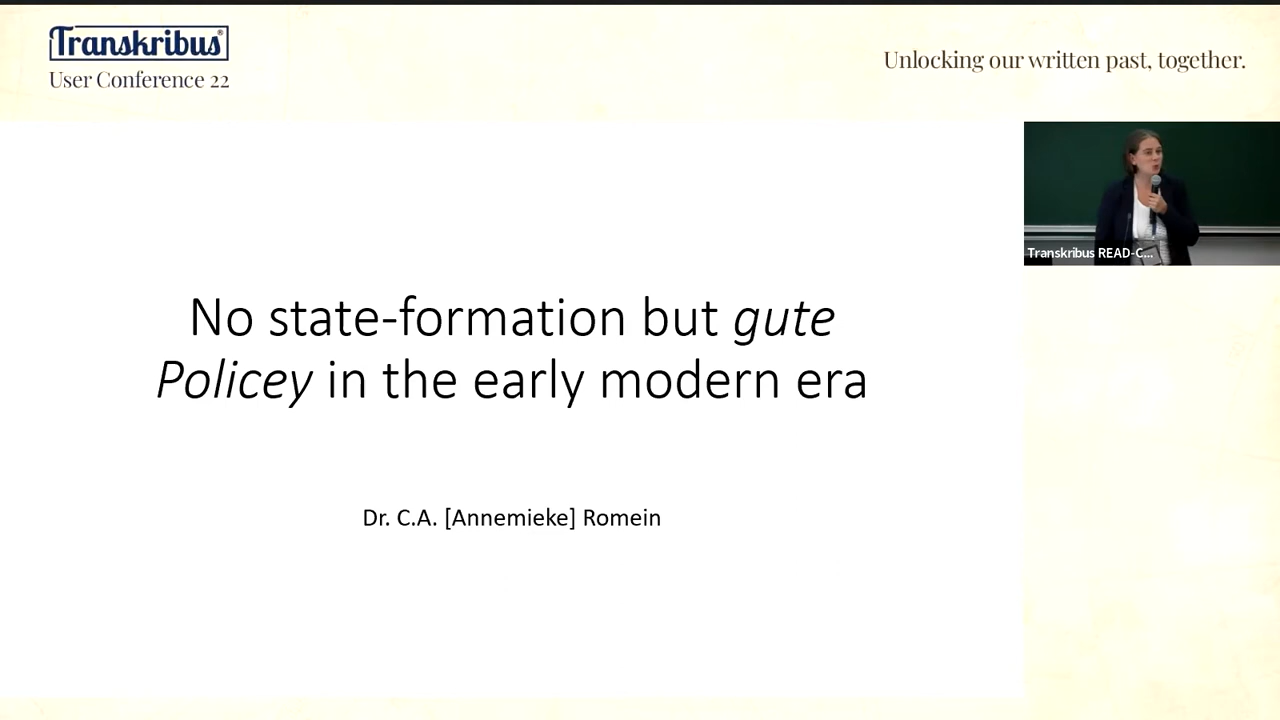 Transkribus®
User Conference 22
Unlocking our written past, together.
Transkribus READ-C...
No state-formation but gute
Policey in the early modern era
Dr. C.A. [Annemieke] Romein